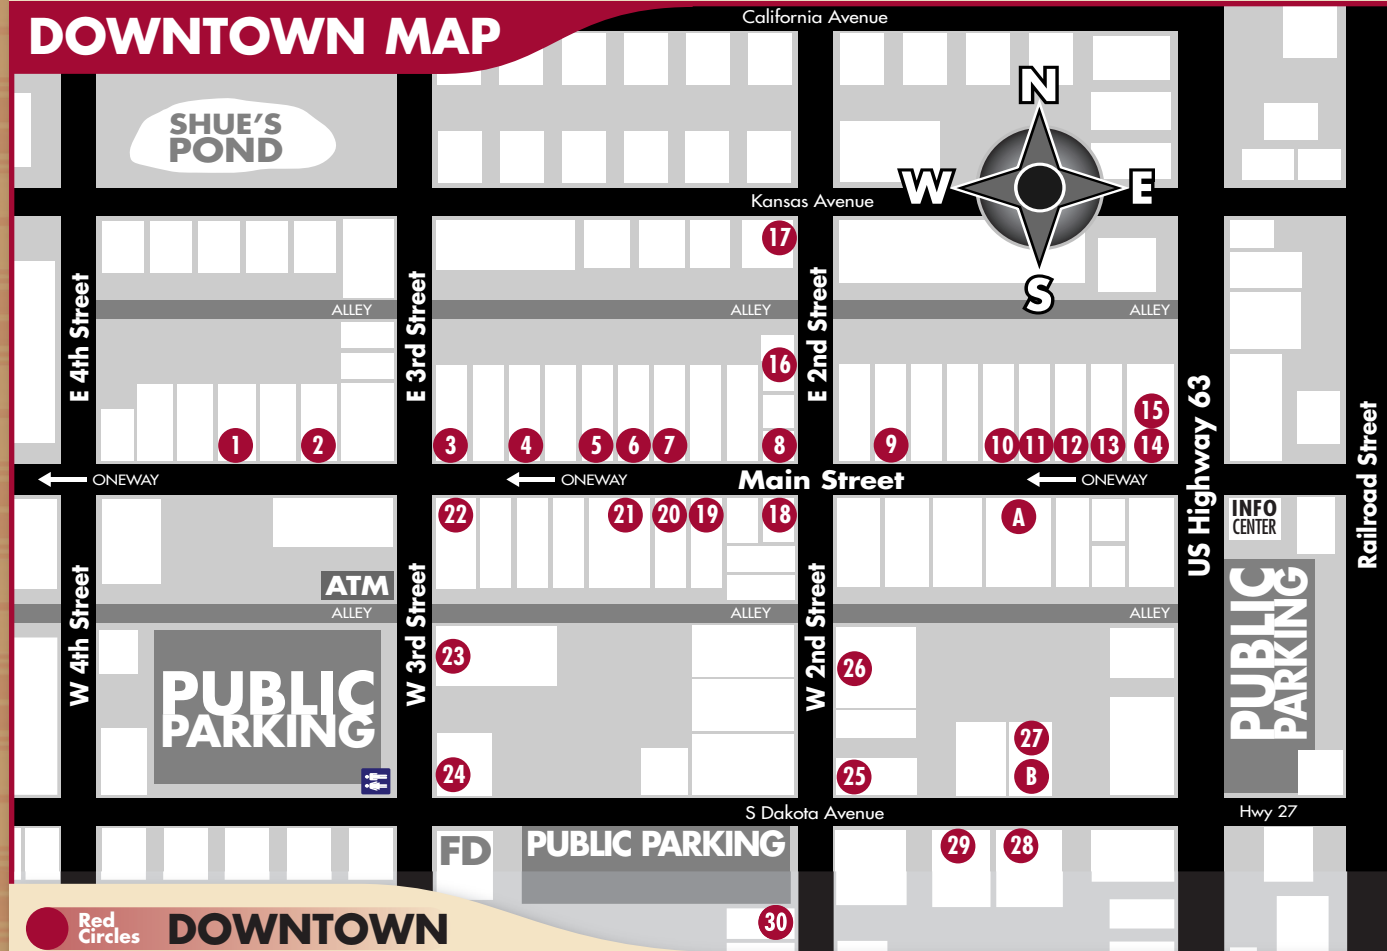 DOWNTOWN MAP
California Avenue
N
W
E
S
SHUE'S
POND
Kansas Avenue
17
E 4th Street
E 3rd Street
E 2nd Street
ALLEY
ALLEY
ALLEY
16
15
1
2
3
4
5
6
7
8
9
10
11
12
13
14
US Highway 63
Railroad Street
ONEWAY
ONEWAY
Main Street
ONEWAY
22
21
20
19
18
A
INFO
CENTER
ATM
ALLEY
ALLEY
ALLEY
W 4th Street
W 3rd Street
W 2nd Street
PUBLIC
PARKING
23
24
26
25
27
B
PUBLIC
PARKING
S Dakota Avenue
Hwy 27
FD
PUBLIC PARKING
29
28
30
Red
Circles
DOWNTOWN